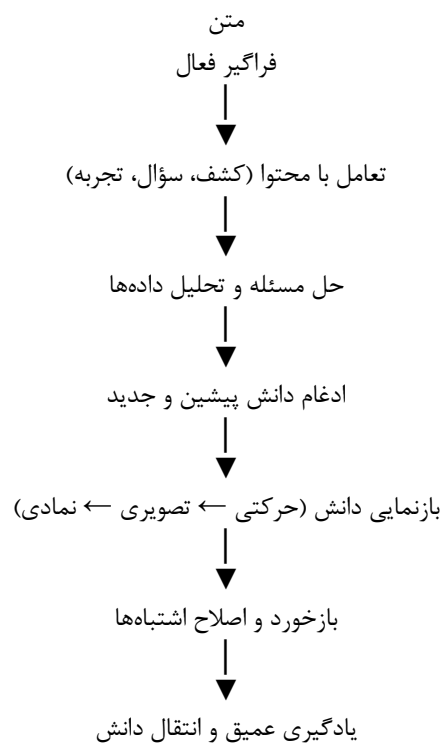 متن
فراگیر فعال
تعامل با محتوا (کشف، سؤال، تجربه)
حل مسئله و تحلیل داده‌ها
ادغام دانش پیشین و جدید
بازنمایی دانش (حرکتی ← تصویری ← نمادی)
بازخورد و اصلاح اشتباه‌ها
یادگیری عمیق و انتقال دانش